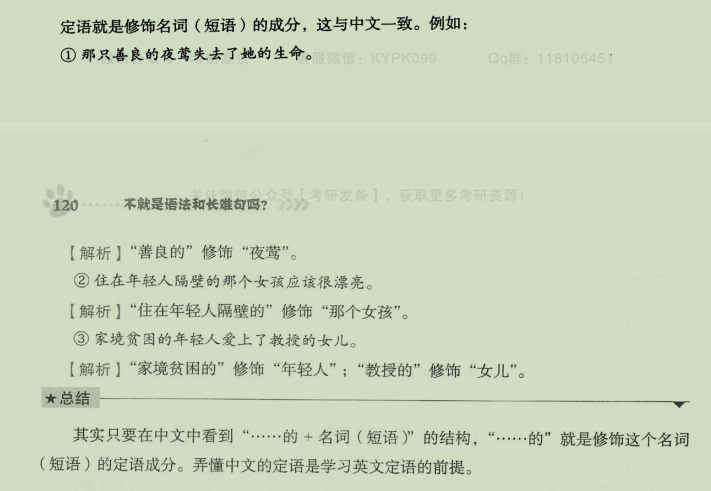 定语就是修饰名词（短语）的成分，这与中文一致。例如：
①那只善良的夜莺失去了她的生命。
客服微信：KYPK099 Qq群：118105451
关注微信公众号【考研发条】，获取更多考研资源！
120 ······ 不就是语法和长难句吗？
【解析】“善良的”修饰“夜莺”。
②住在年轻人隔壁的那个女孩应该很漂亮。
【解析】“住在年轻人隔壁的”修饰“那个女孩”。
③家境贫困的年轻人爱上了教授的女儿。
【解析】“家境贫困的”修饰“年轻人”；“教授的”修饰“女儿”。
★总结
其实只要在中文中看到“……的 + 名词（短语）”的结构，“……的”就是修饰这个名词
（短语）的定语成分。弄懂中文的定语是学习英文定语的前提。